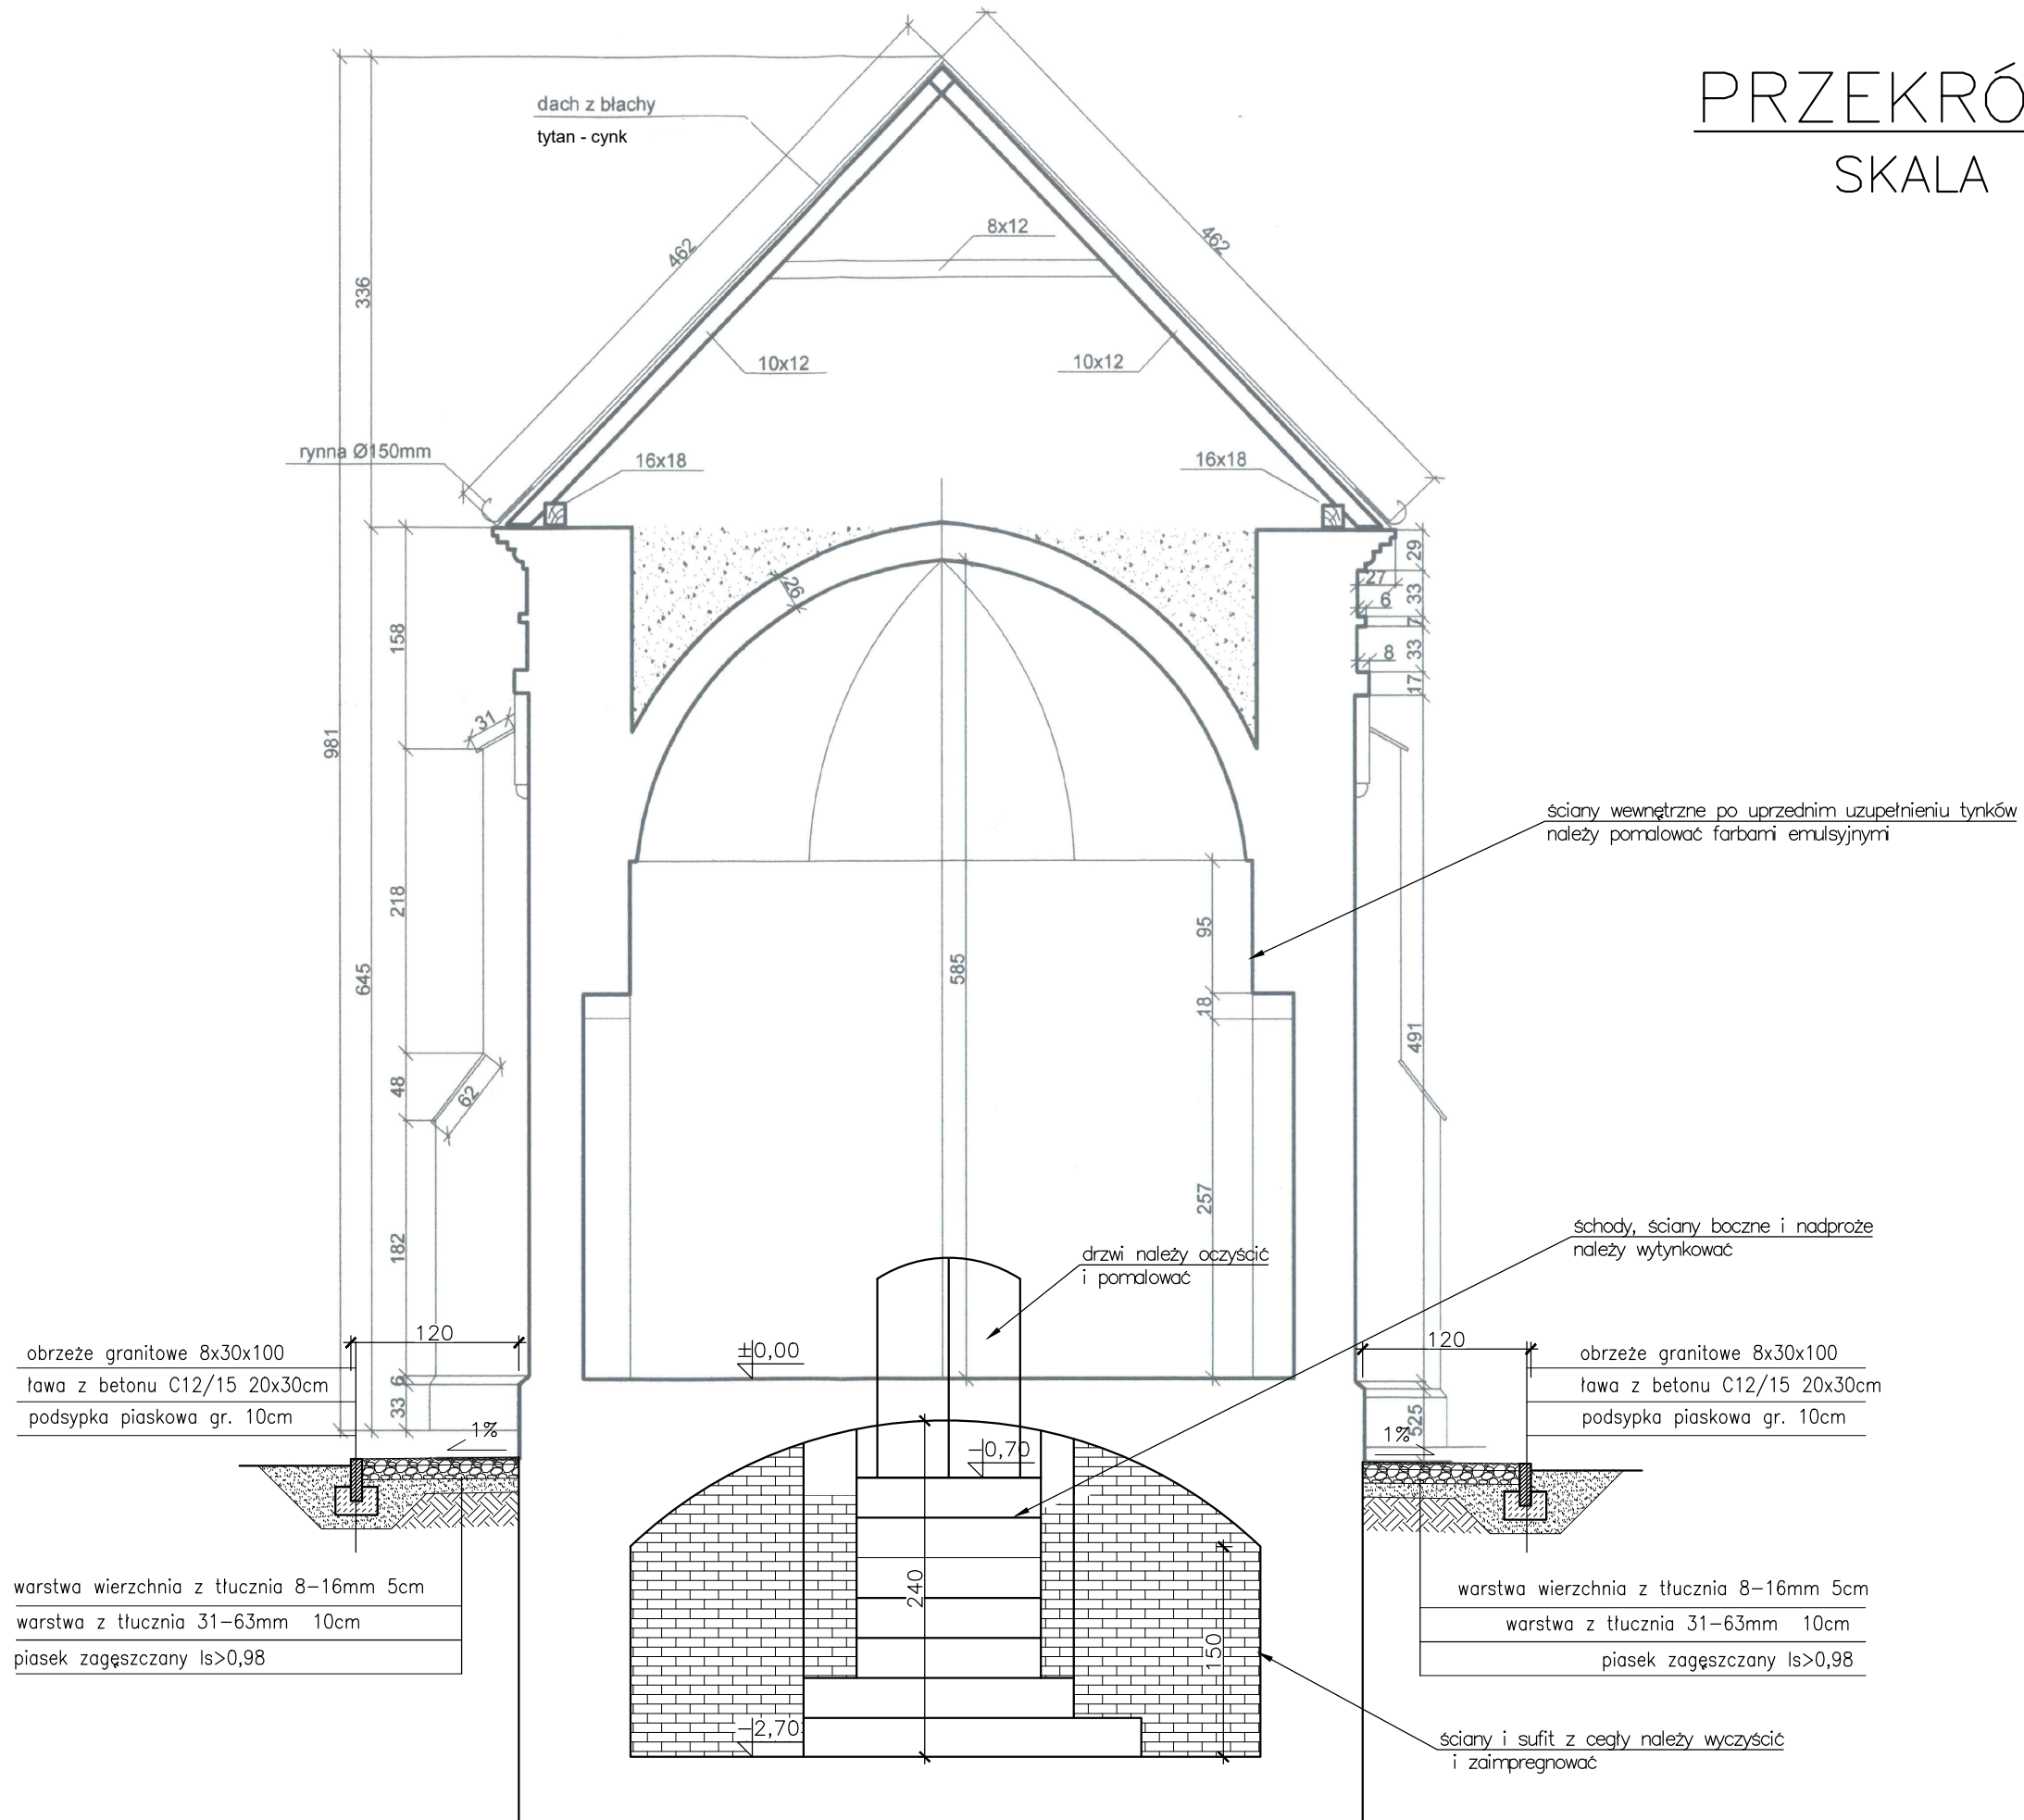 PRZEKRÓ
SKALA
dach z błachy
tytan - cynk
462
462
8x12
336
10x12
10x12
rynna Ø150mm
16x18
16x18
29
27
26
6
33
7
158
8
33
17
31
981
ściany wewnętrzne po uprzednim uzupełnieniu tynków
należy pomalować farbami emulsyjnymi
218
95
645
585
18
491
48
62
257
182
śchody, ściany boczne i nadproże
należy wytynkować
drzwi należy oczyścić
i pomalować
120
±0,00
120
obrzeże granitowe 8x30x100
ława z betonu C12/15 20x30cm
podsypka piaskowa gr. 10cm
6
33
1%
obrzeże granitowe 8x30x100
ława z betonu C12/15 20x30cm
podsypka piaskowa gr. 10cm
525
1%
-0,70
240
150
warstwa wierzchnia z tłucznia 8-16mm 5cm
warstwa z tłucznia 31-63mm 10cm
piasek zagęszczany Is>0,98
warstwa wierzchnia z tłucznia 8-16mm 5cm
warstwa z tłucznia 31-63mm 10cm
piasek zagęszczany Is>0,98
-2,70
ściany i sufit z cegły należy wyczyścić
i zaimpregnować